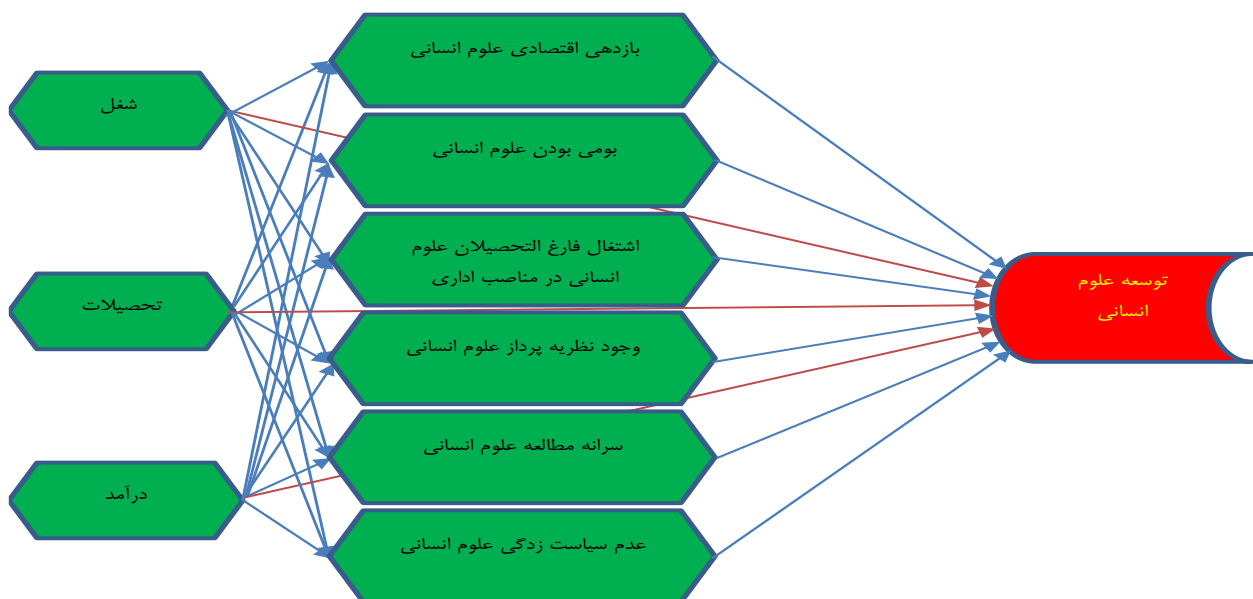 بازدهی اقتصادی علوم انسانی
شغل
بومی بودن علوم انسانی
اشتغال فارغ التحصیلان علوم
انسانی در مناصب اداری
توسعه علوم
انسانی
تحصیلات
وجود نظریه پرداز علوم انسانی
سرانه مطالعه علوم انسانی
درآمد
عدم سیاست زدگی علوم انسانی